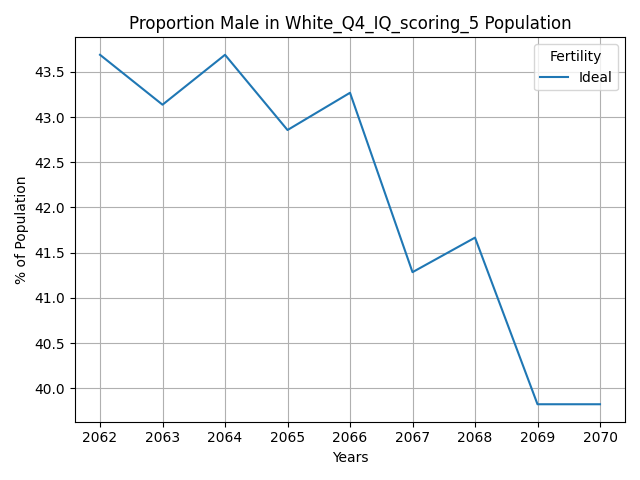 Proportion Male in White_Q4_IQ_scoring_5 Population
Fertility
Ideal
43.5
43.0
42.5
42.0
41.5
41.0
40.5
40.0
% of Population
2062 2063 2064 2065 2066 2067 2068 2069 2070
Years